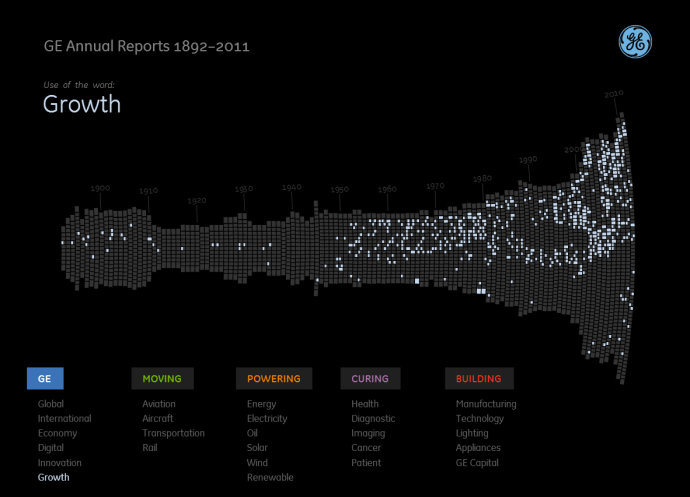 GE Annual Reports 1892–2011
GE
Use of the word:
Growth
1900 1910 1920 1930 1940 1950 1960 1970 1980 1990 2000 2010
GE MOVING POWERING CURING BUILDING
Global Aviation Energy Health Manufacturing
International Aircraft Electricity Diagnostic Technology
Economy Transportation Oil Imaging Lighting
Digital Rail Solar Cancer Appliances
Innovation Wind Patient GE Capital
Growth Renewable